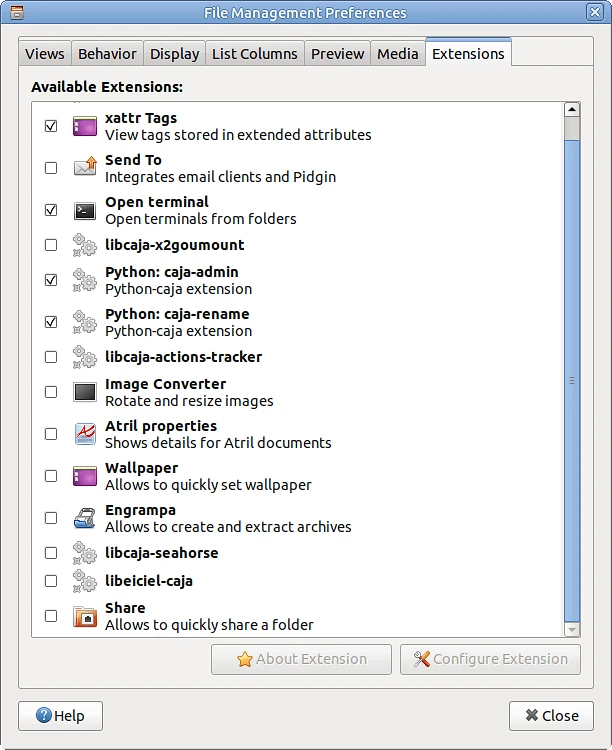 File Management Preferences
Views Behavior Display List Columns Preview Media Extensions
Available Extensions:
xattr Tags
View tags stored in extended attributes
Send To
Integrates email clients and Pidgin
Open terminal
Open terminals from folders
libcaja-x2goumount
Python: caja-admin
Python-caja extension
Python: caja-rename
Python-caja extension
libcaja-actions-tracker
Image Converter
Rotate and resize images
Atril properties
Shows details for Atril documents
Wallpaper
Allows to quickly set wallpaper
Engrampa
Allows to create and extract archives
libcaja-seahorse
libeiciel-caja
Share
Allows to quickly share a folder
About Extension Configure Extension
Help Close